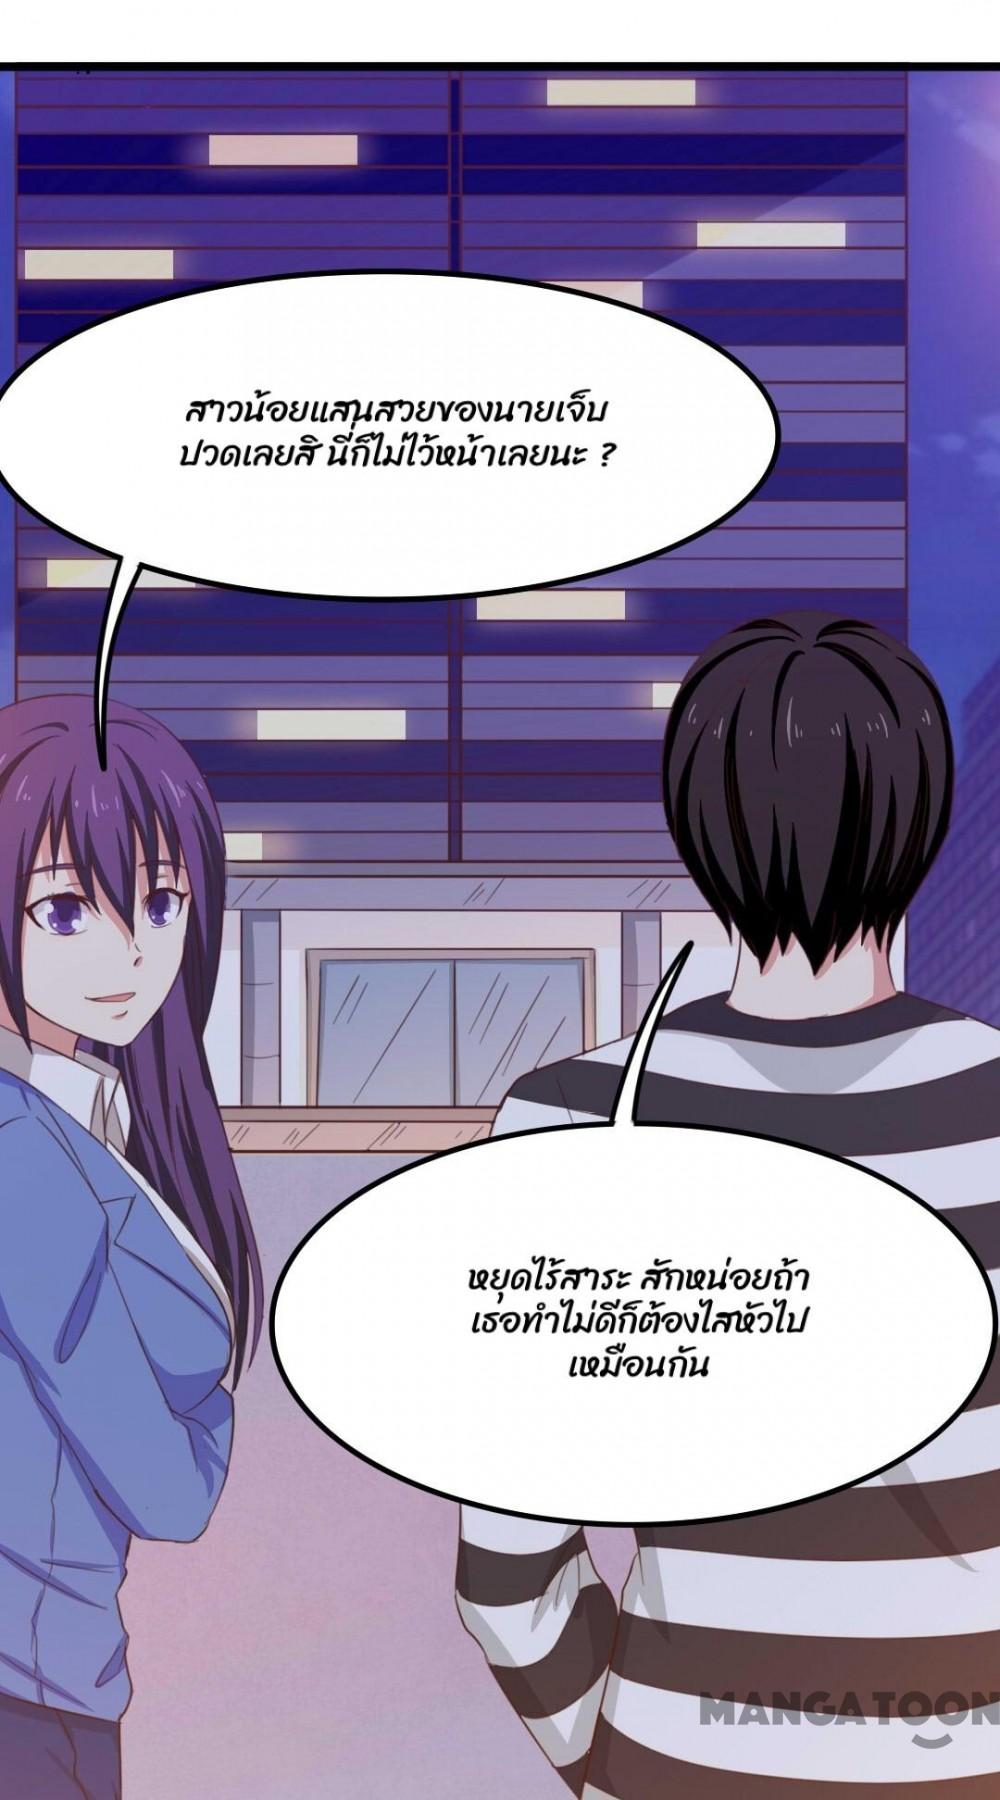 สาวน้อยแสนสวยของนายเจ็บ
ปวดเลยสิ นี่ก็ไม่ไว้หน้าเลยนะ ?
หยุดไร้สาระ สักหน่อยถ้า
เธอทำไม่ดีก็ต้องไสหัวไป
เหมือนกัน
MANGATOON